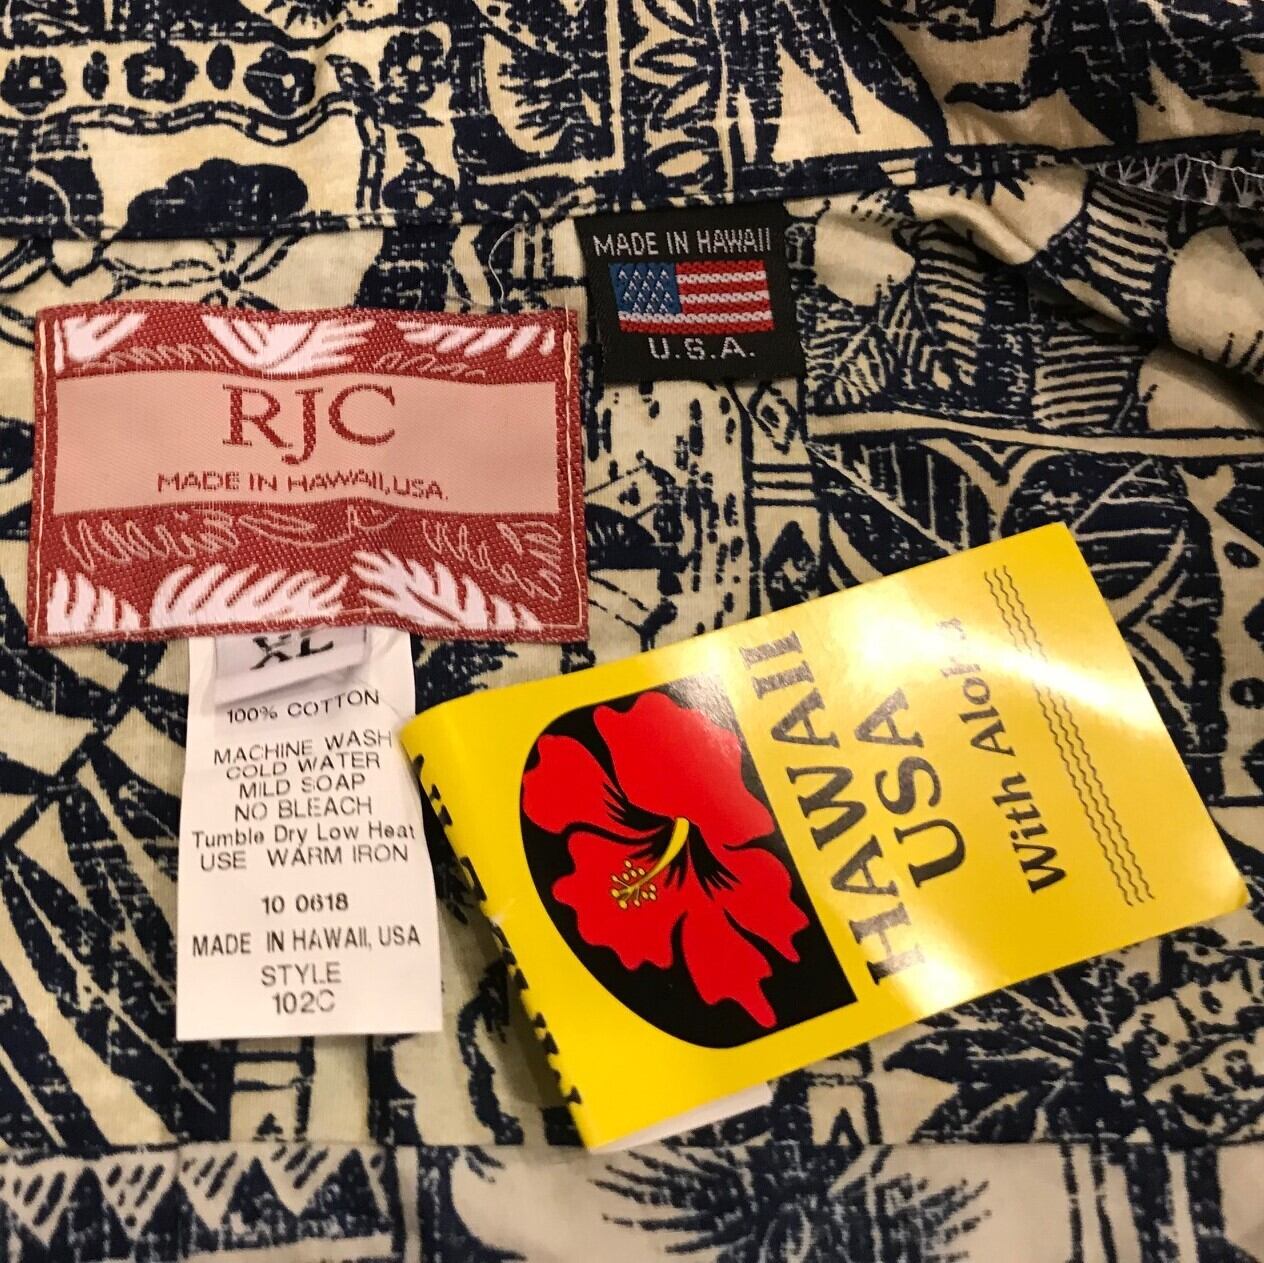 MADE IN HAWAII
U.S.A.
RJC
MADE IN HAWAII, USA.
XL
100% COTTON
MACHINE WASH
COLD WATER
MILD SOAP
NO BLEACH
Tumble Dry Low Heat
USE WARM IRON
10 0618
MADE IN HAWAII, USA
STYLE
102C
HAWAII
USA
With Aloha